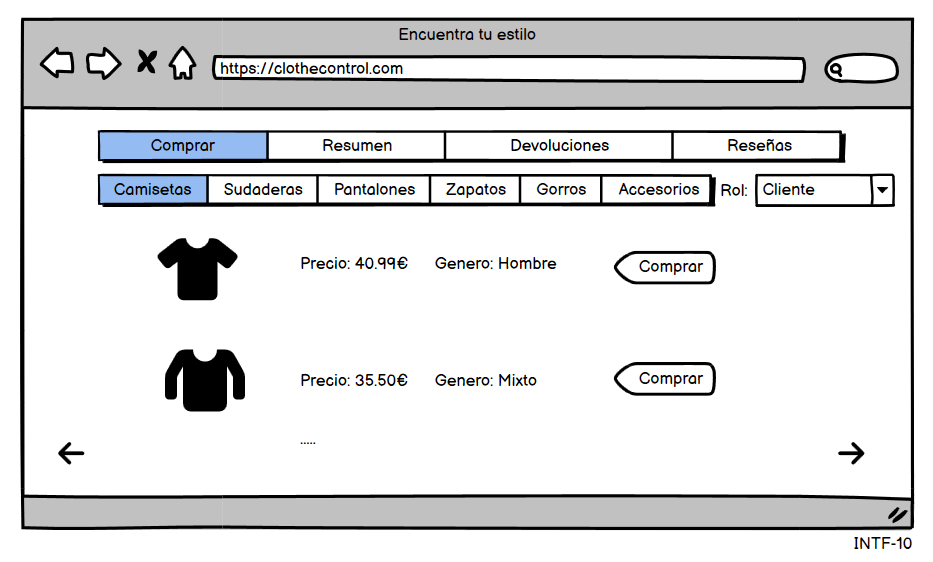 Encuentra tu estilo
https://clothecontrol.com
Comprar Resumen Devoluciones Reseñas
Camisetas Sudaderas Pantalones Zapatos Gorros Accesorios Rol: Cliente
Precio: 40.99€ Genero: Hombre Comprar
Precio: 35.50€ Genero: Mixto Comprar
.....
INTF-10